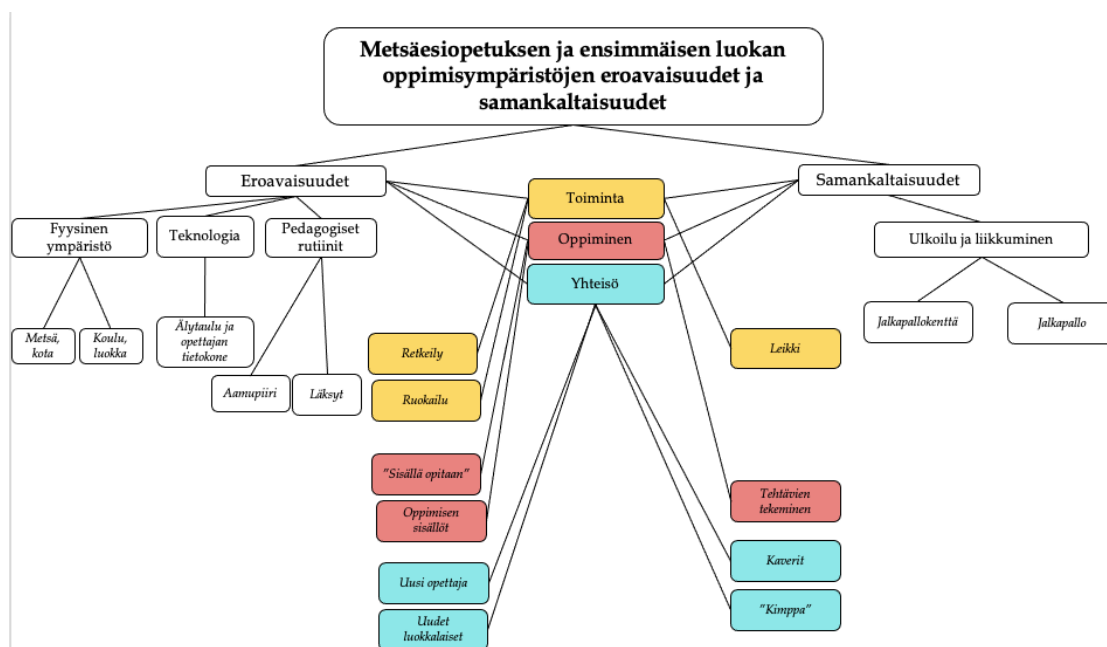 Metsäesiopetuksen ja ensimmäisen luokan
oppimisympäristöjen eroavaisuudet ja
samankaltaisuudet
Eroavaisuudet
Toiminta
Samankaltaisuudet
Fyysinen
ympäristö
Teknologia
Pedagogiset
rutiinit
Oppiminen
Ulkoilu ja liikkuminen
Yhteisö
Metsä,
kota
Koulu,
luokka
Älytaulu ja
opettajan
tietokone
Jalkapallokenttä
Jalkapallo
Retkeily
Leikki
Aamupiiri
Läksyt
Ruokailu
"Sisällä opitaan"
Oppimisen
sisällöt
Tehtävien
tekeminen
Uusi opettaja
Kaverit
Uudet
luokkalaiset
"Kimppa"